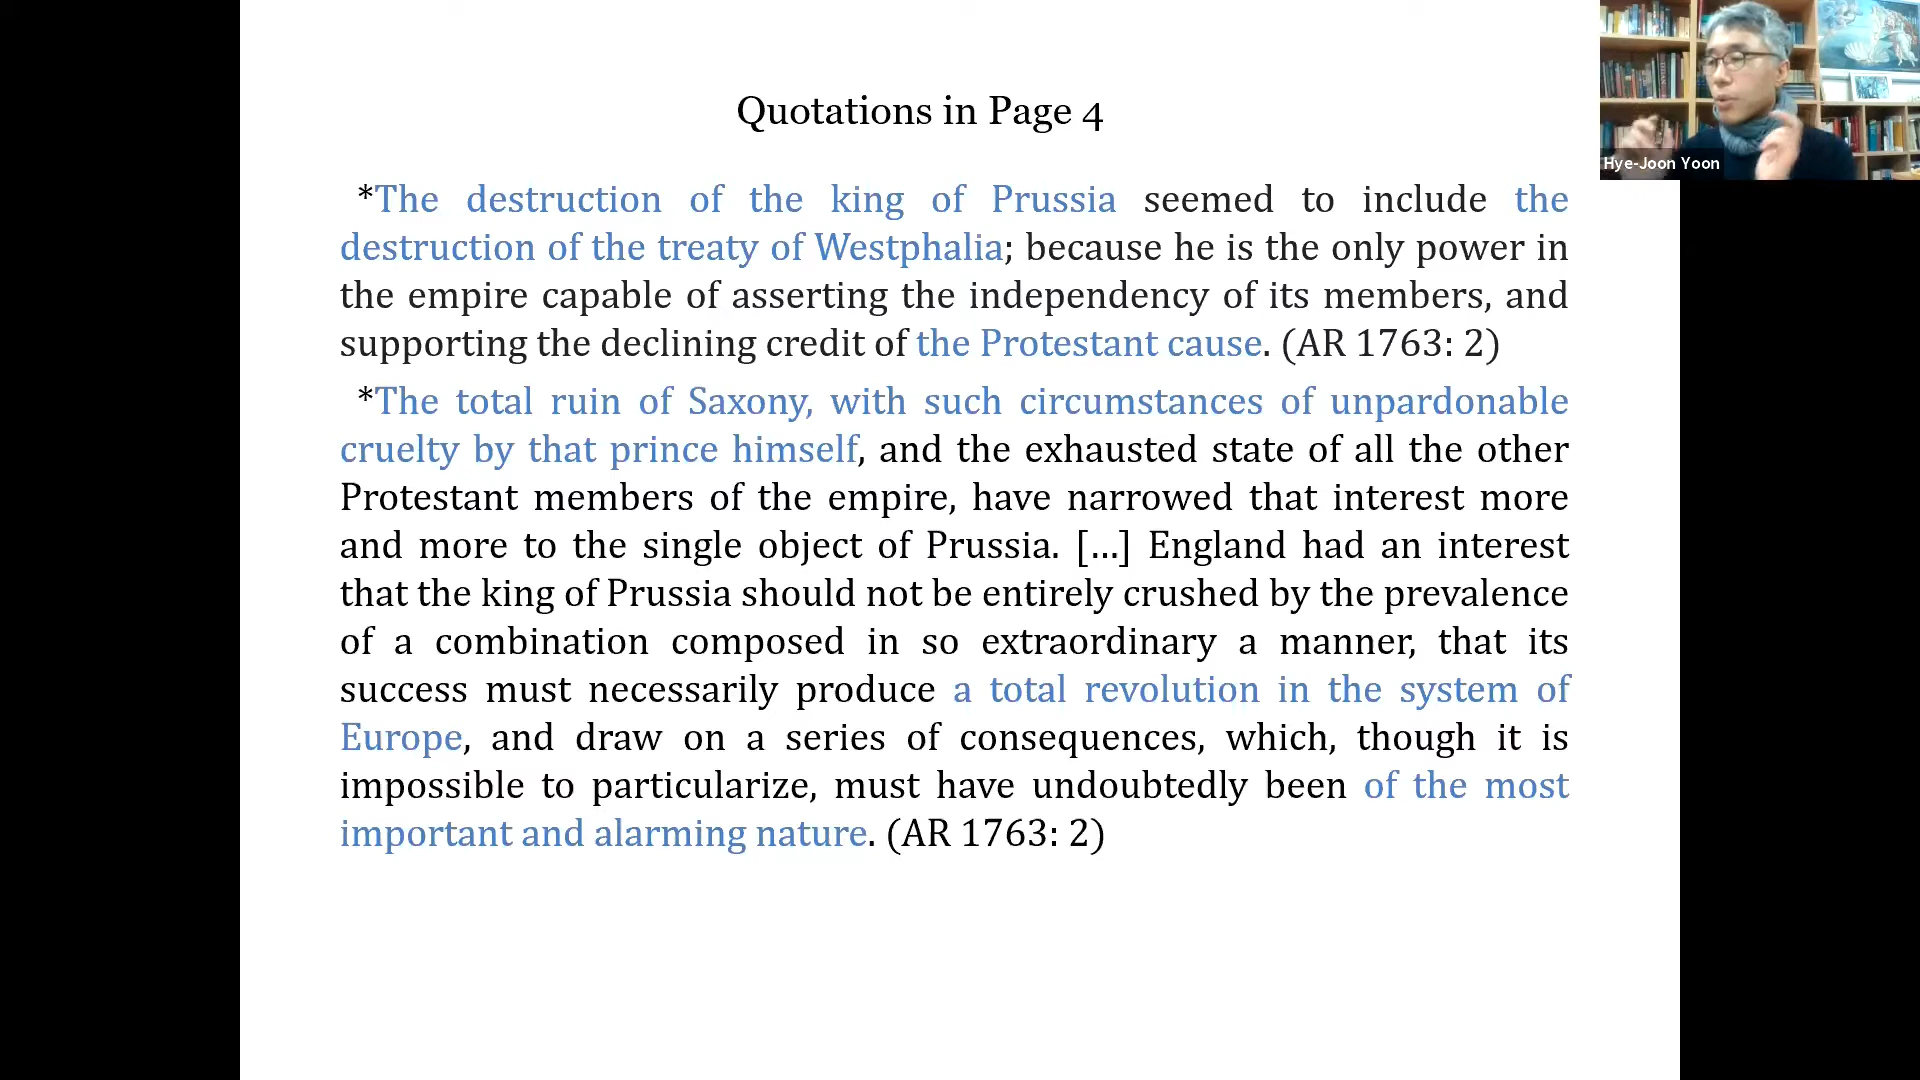 Quotations in Page 4
Hye-Joon Yoon
*The destruction of the king of Prussia seemed to include the
destruction of the treaty of Westphalia; because he is the only power in
the empire capable of asserting the independency of its members, and
supporting the declining credit of the Protestant cause. (AR 1763: 2)
*The total ruin of Saxony, with such circumstances of unpardonable
cruelty by that prince himself, and the exhausted state of all the other
Protestant members of the empire, have narrowed that interest more
and more to the single object of Prussia. [...] England had an interest
that the king of Prussia should not be entirely crushed by the prevalence
of a combination composed in so extraordinary a manner, that its
success must necessarily produce a total revolution in the system of
Europe, and draw on a series of consequences, which, though it is
impossible to particularize, must have undoubtedly been of the most
important and alarming nature. (AR 1763: 2)